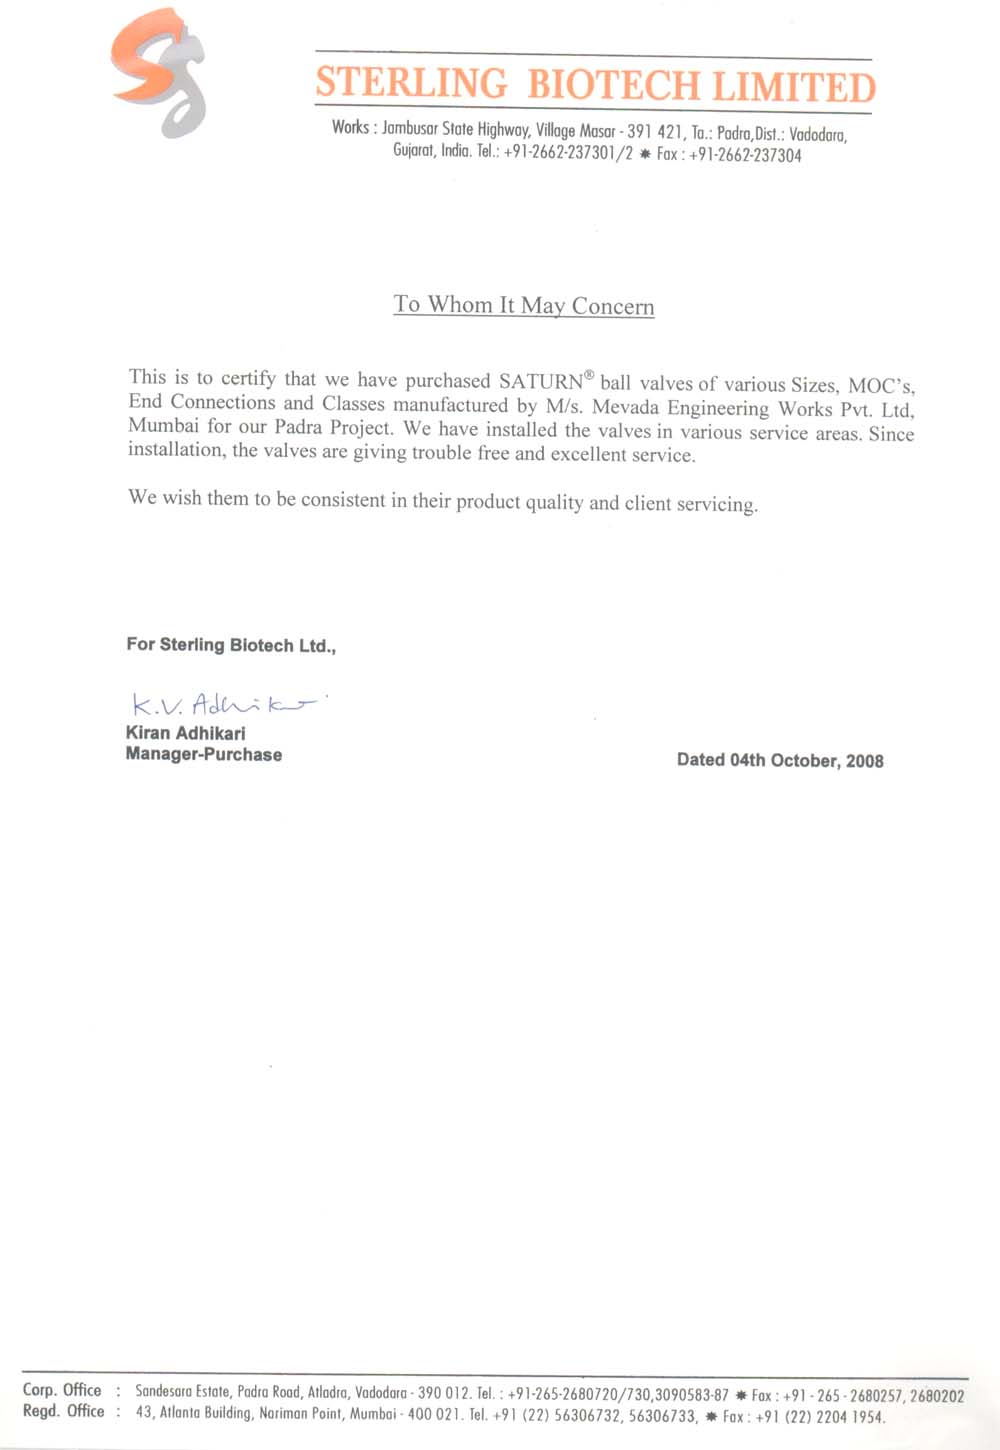 STERLING BIOTECH LIMITED
Works : Jambusar State Highway, Village Masar - 391 421, Ta.: Padra,Dist.: Vadodara,
Gujarat, India. Tel.: +91-2662-237301/2 ✷ Fax : +91-2662-237304
To Whom It May Concern
This is to certify that we have purchased SATURN® ball valves of various Sizes, MOC's,
End Connections and Classes manufactured by M/s. Mevada Engineering Works Pvt. Ltd,
Mumbai for our Padra Project. We have installed the valves in various service areas. Since
installation, the valves are giving trouble free and excellent service.
We wish them to be consistent in their product quality and client servicing.
For Sterling Biotech Ltd.,
K.V. Adhikari
Kiran Adhikari
Manager-Purchase
Dated 04th October, 2008
Corp. Office : Sandesara Estate, Padra Road, Atladra, Vadodara - 390 012. Tel. : +91-265-2680720/730,3090583-87 ✷ Fax : +91 - 265 - 2680257, 2680202
Regd. Office : 43, Atlanta Building, Nariman Point, Mumbai - 400 021. Tel. +91 (22) 56306732, 56306733, ✷ Fax : +91 (22) 2204 1954.